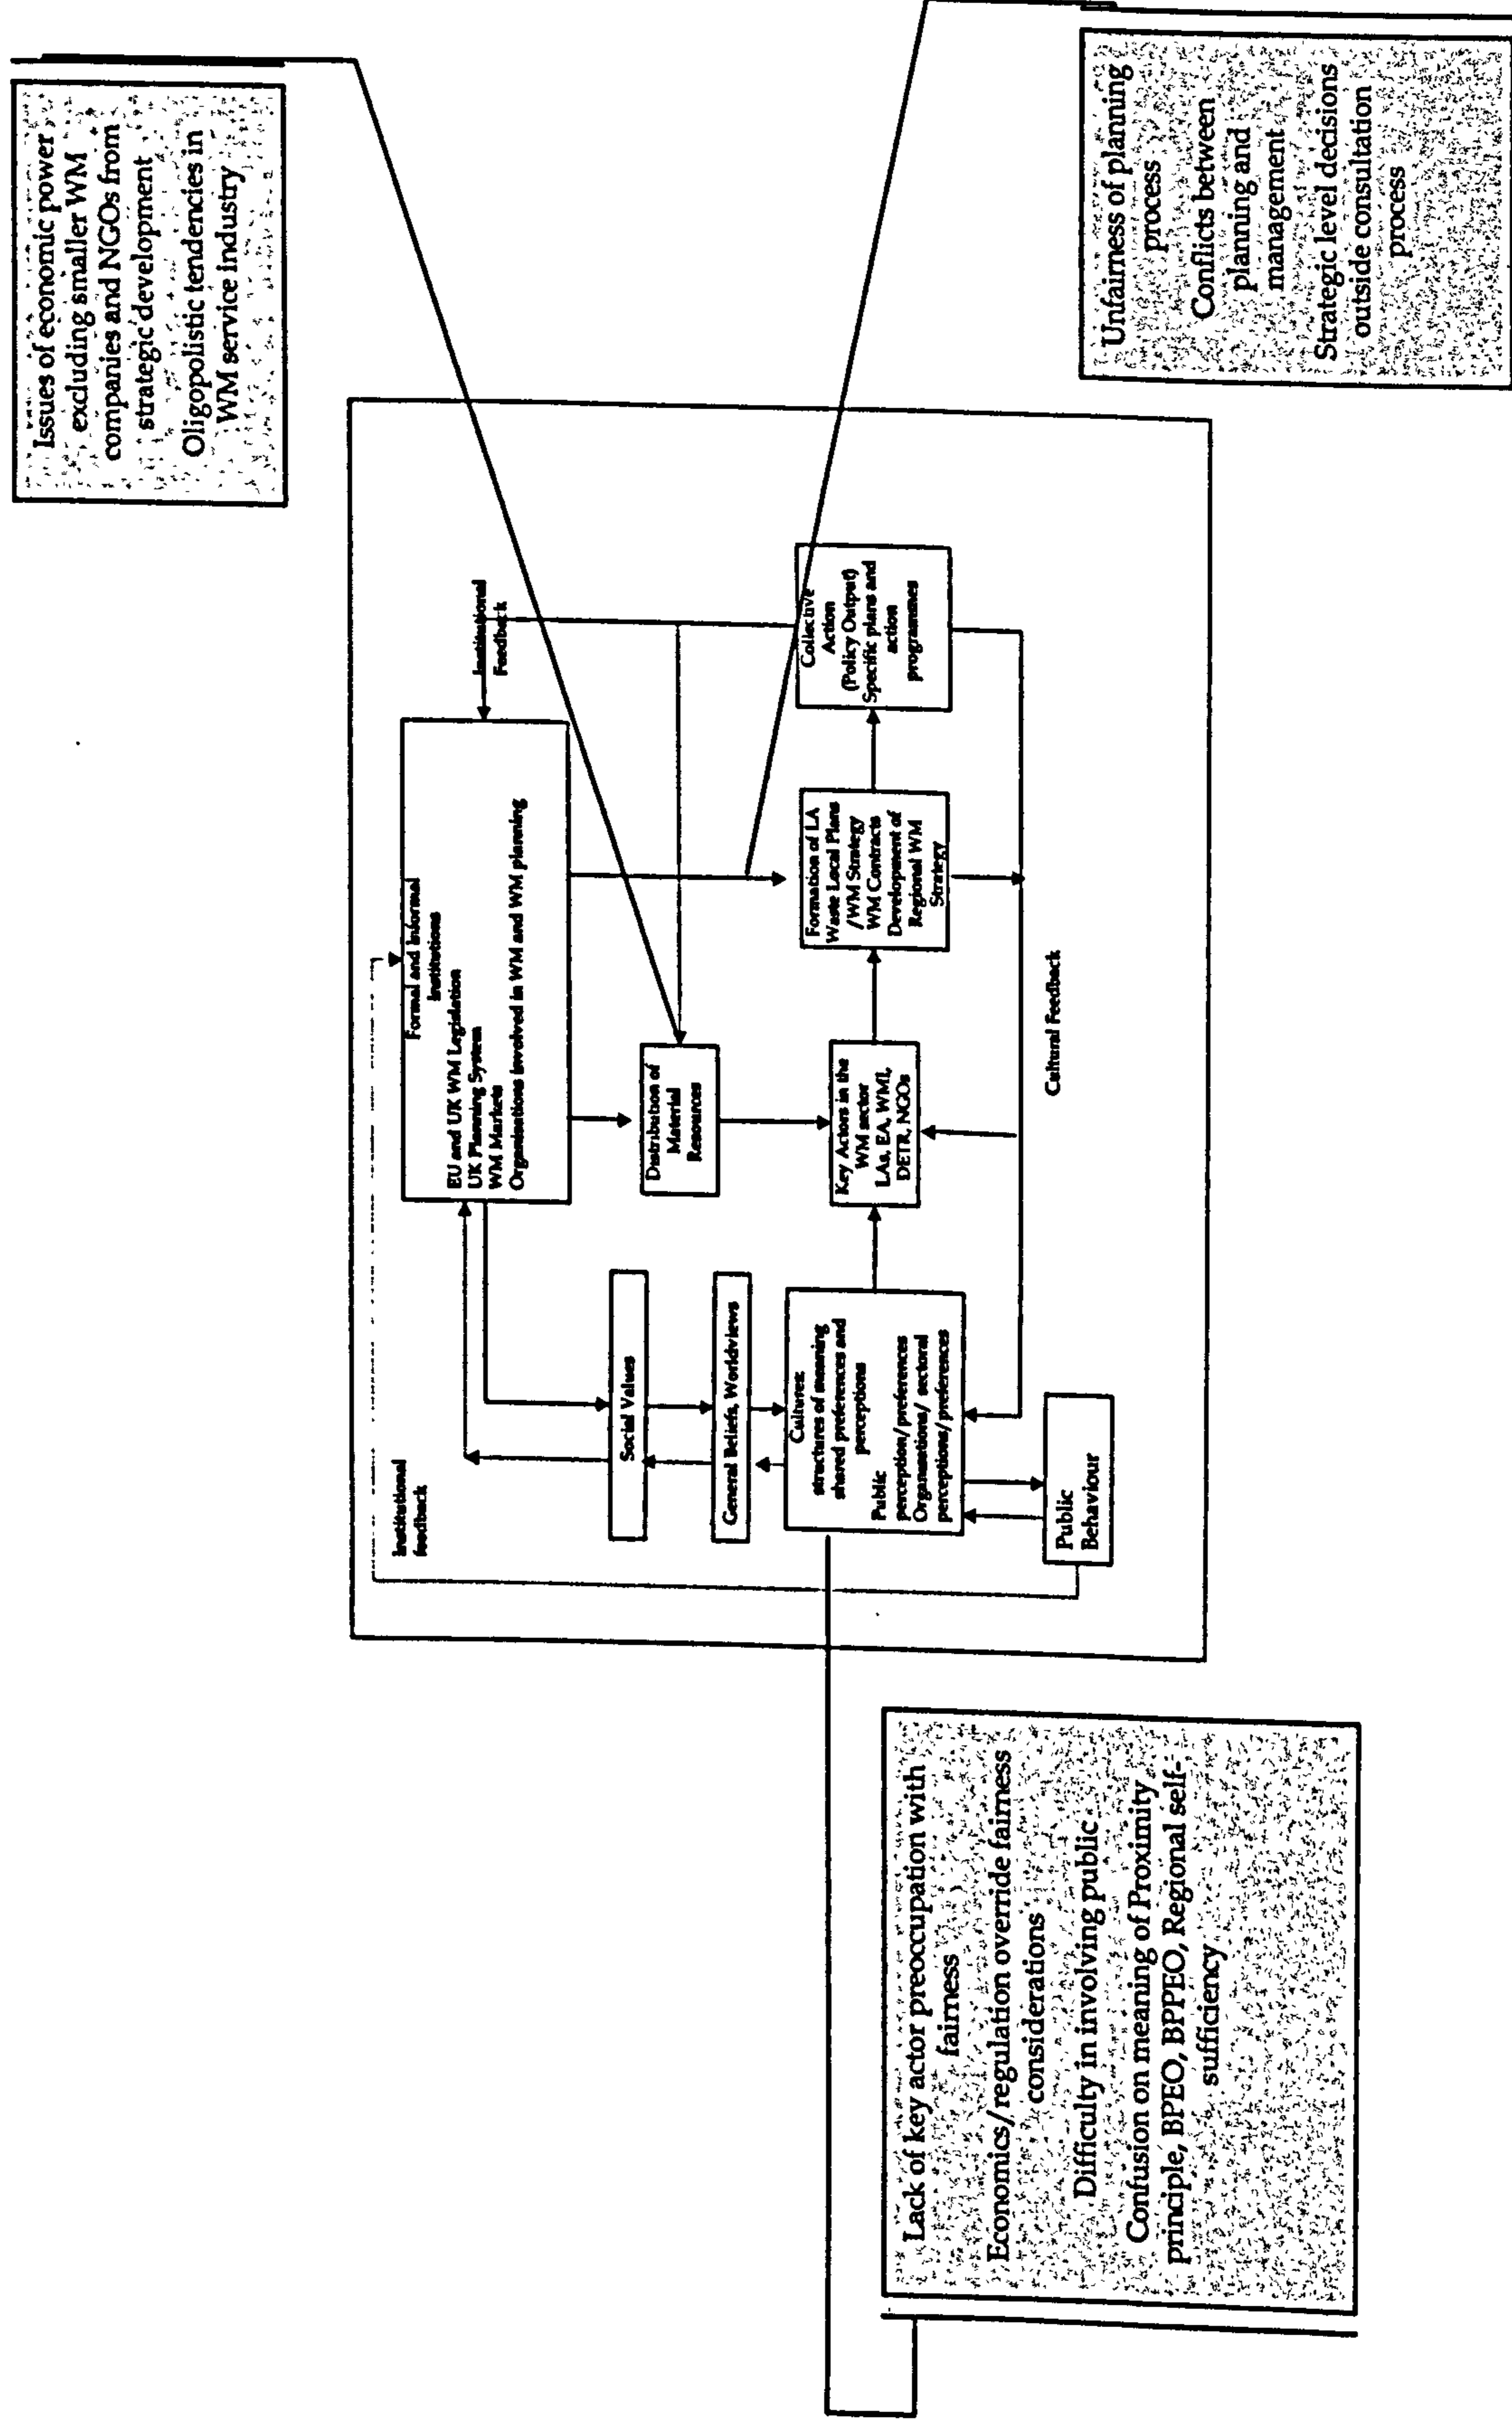 Issues of economic power
excluding smaller WM
companies and NGOs from
strategic development
Oligopolistic tendencies in
WM service industry
Institutional
feedback
Formal and informal
institutions
EU and UK WM Legislation
UK Planning System
WM Markets
Organisations involved in WM and WM planning
Institutional
Feedback
Social Values
General Beliefs, Worldviews
Distribution of
Material
Resources
Cultures:
structures of meaning
shared preferences and
perceptions
Public
perception/preferences
Organisations/ sectoral
perceptions/preferences
Key Actors in the
WM sector
LAs, EA, WMI,
DETR, NGOs
Formation of LA
Waste Local Plans
/WM Strategy
WM Contracts
Development of
Regional WM
Strategy
Collective
Action
(Policy Output)
Specific plans and
action
programmes
Public
Behaviour
Cultural Feedback
Lack of key actor preoccupation with
fairness
Economics/regulation override fairness
considerations
Difficulty in involving public
Confusion on meaning of Proximity
principle, BPEO, BPPEO, Regional self-
sufficiency
Unfairness of planning
process
Conflicts between
planning and
management
Strategic level decisions
outside consultation
process